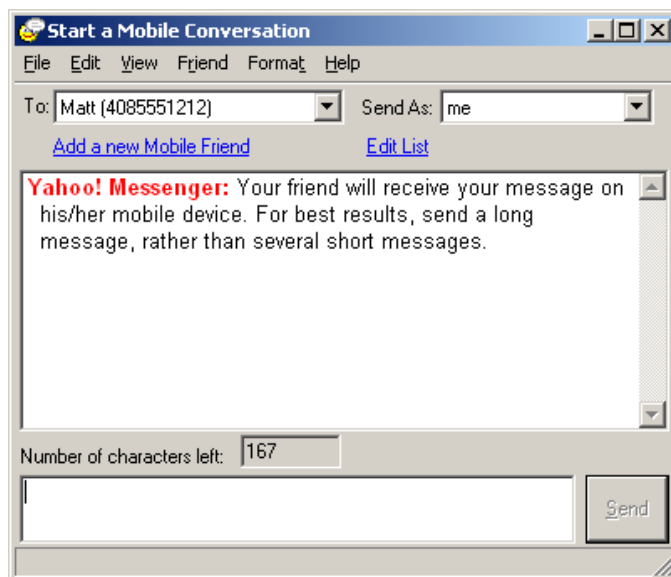 Start a Mobile Conversation
File Edit View Friend Format Help
To: Matt (4085551212) Send As: me
Add a new Mobile Friend Edit List
Yahoo! Messenger: Your friend will receive your message on
his/her mobile device. For best results, send a long
message, rather than several short messages.
Number of characters left: 167
Send